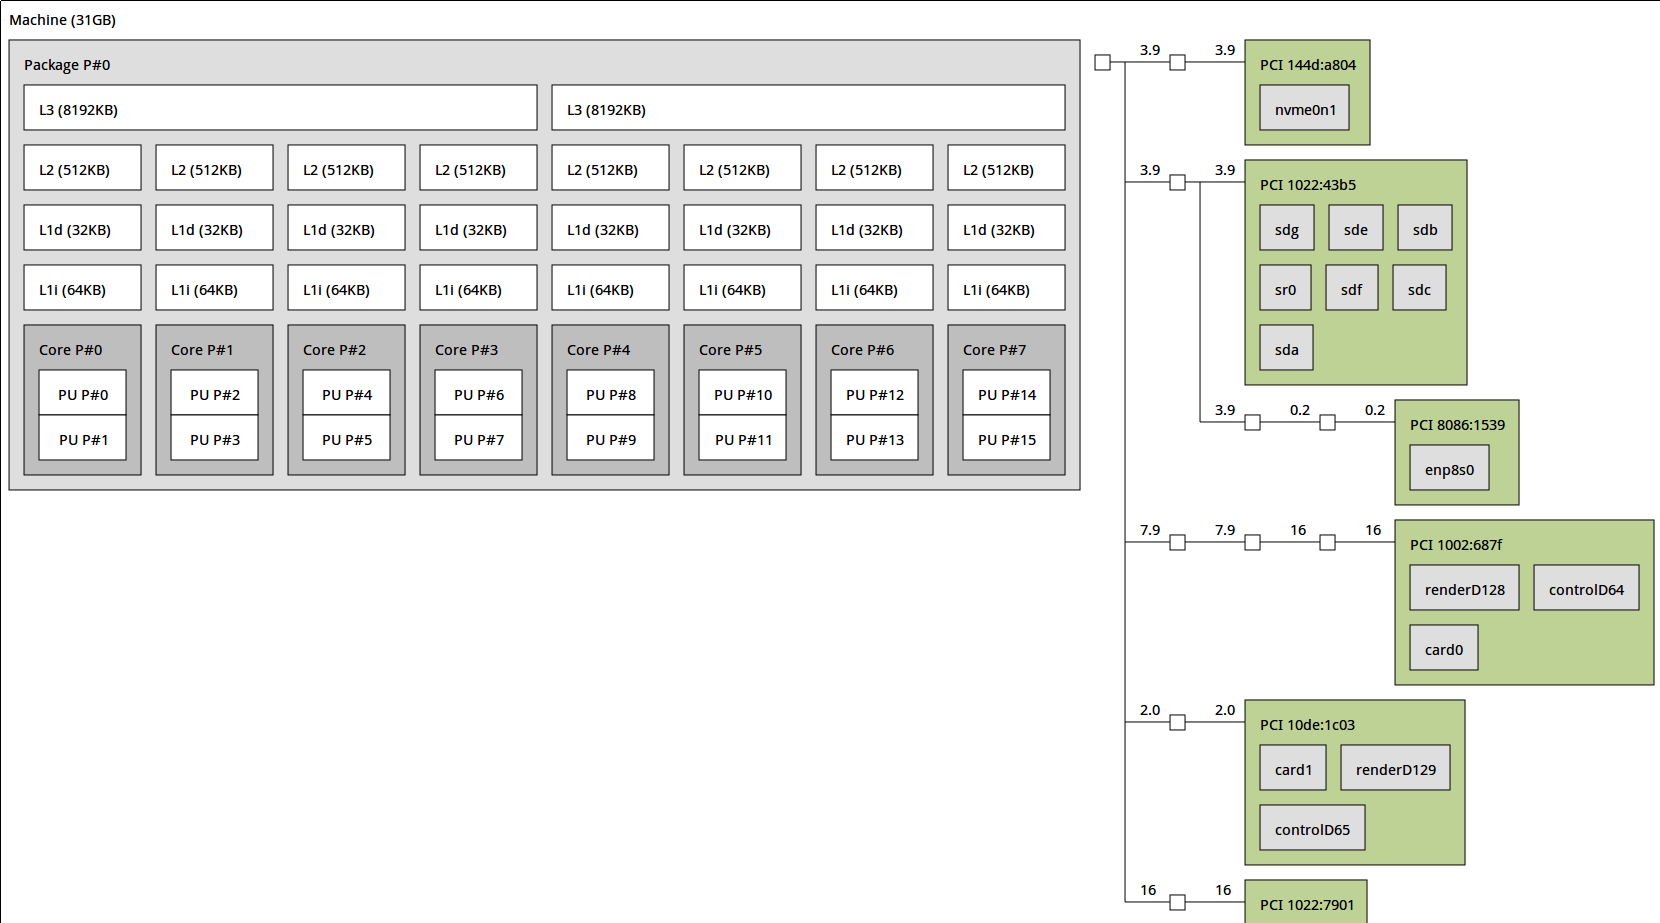 Machine (31GB)
Package P#0
L3 (8192KB) L3 (8192KB)
L2 (512KB) L2 (512KB) L2 (512KB) L2 (512KB) L2 (512KB) L2 (512KB) L2 (512KB) L2 (512KB)
L1d (32KB) L1d (32KB) L1d (32KB) L1d (32KB) L1d (32KB) L1d (32KB) L1d (32KB) L1d (32KB)
L1i (64KB) L1i (64KB) L1i (64KB) L1i (64KB) L1i (64KB) L1i (64KB) L1i (64KB) L1i (64KB)
Core P#0 Core P#1 Core P#2 Core P#3 Core P#4 Core P#5 Core P#6 Core P#7
PU P#0 PU P#2 PU P#4 PU P#6 PU P#8 PU P#10 PU P#12 PU P#14
PU P#1 PU P#3 PU P#5 PU P#7 PU P#9 PU P#11 PU P#13 PU P#15
3.9 3.9
PCI 144d:a804
nvme0n1
3.9 3.9
PCI 1022:43b5
sdg sde sdb
sr0 sdf sdc
sda
3.9 0.2 0.2
PCI 8086:1539
enp8s0
7.9 7.9 16 16
PCI 1002:687f
renderD128 controlD64
card0
2.0 2.0
PCI 10de:1c03
card1 renderD129
controlD65
16 16
PCI 1022:7901